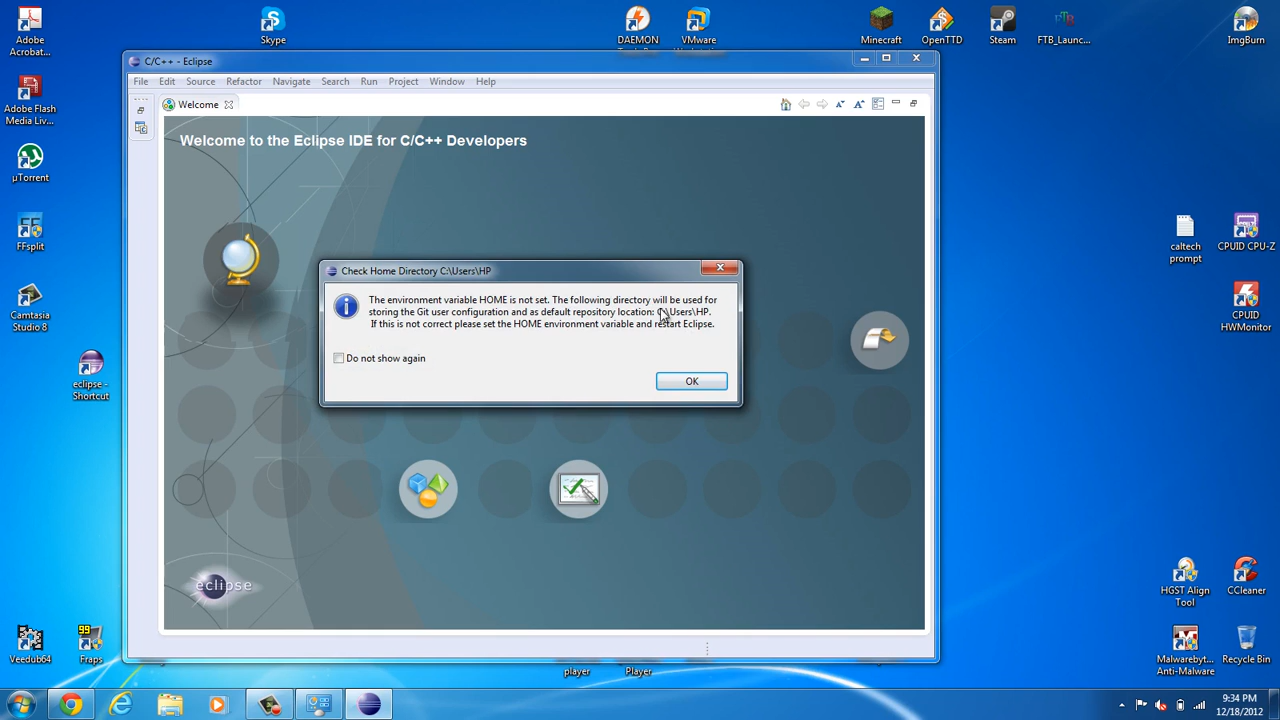 Adobe
Acrobat...
Skype
DAEMON
VMware
Minecraft
OpenTTD
Steam
FTB_Launc...
ImgBurn
C/C++ - Eclipse
File Edit Source Refactor Navigate Search Run Project Window Help
Adobe Flash
Media Liv...
Welcome
Welcome to the Eclipse IDE for C/C++ Developers
µTorrent
FFsplit
caltech
prompt
CPUID CPU-Z
Check Home Directory C:\Users\HP
The environment variable HOME is not set. The following directory will be used for
storing the Git user configuration and as default repository location: C:\Users\HP.
If this is not correct please set the HOME environment variable and restart Eclipse.
Do not show again
OK
Camtasia
Studio 8
CPUID
HWMonitor
eclipse -
Shortcut
eclipse
HGST Align
Tool
CCleaner
99
Veedub64
Fraps
player
Player
Malwareb yt...
Anti-Malware
Recycle Bin
9:34 PM
12/18/2012